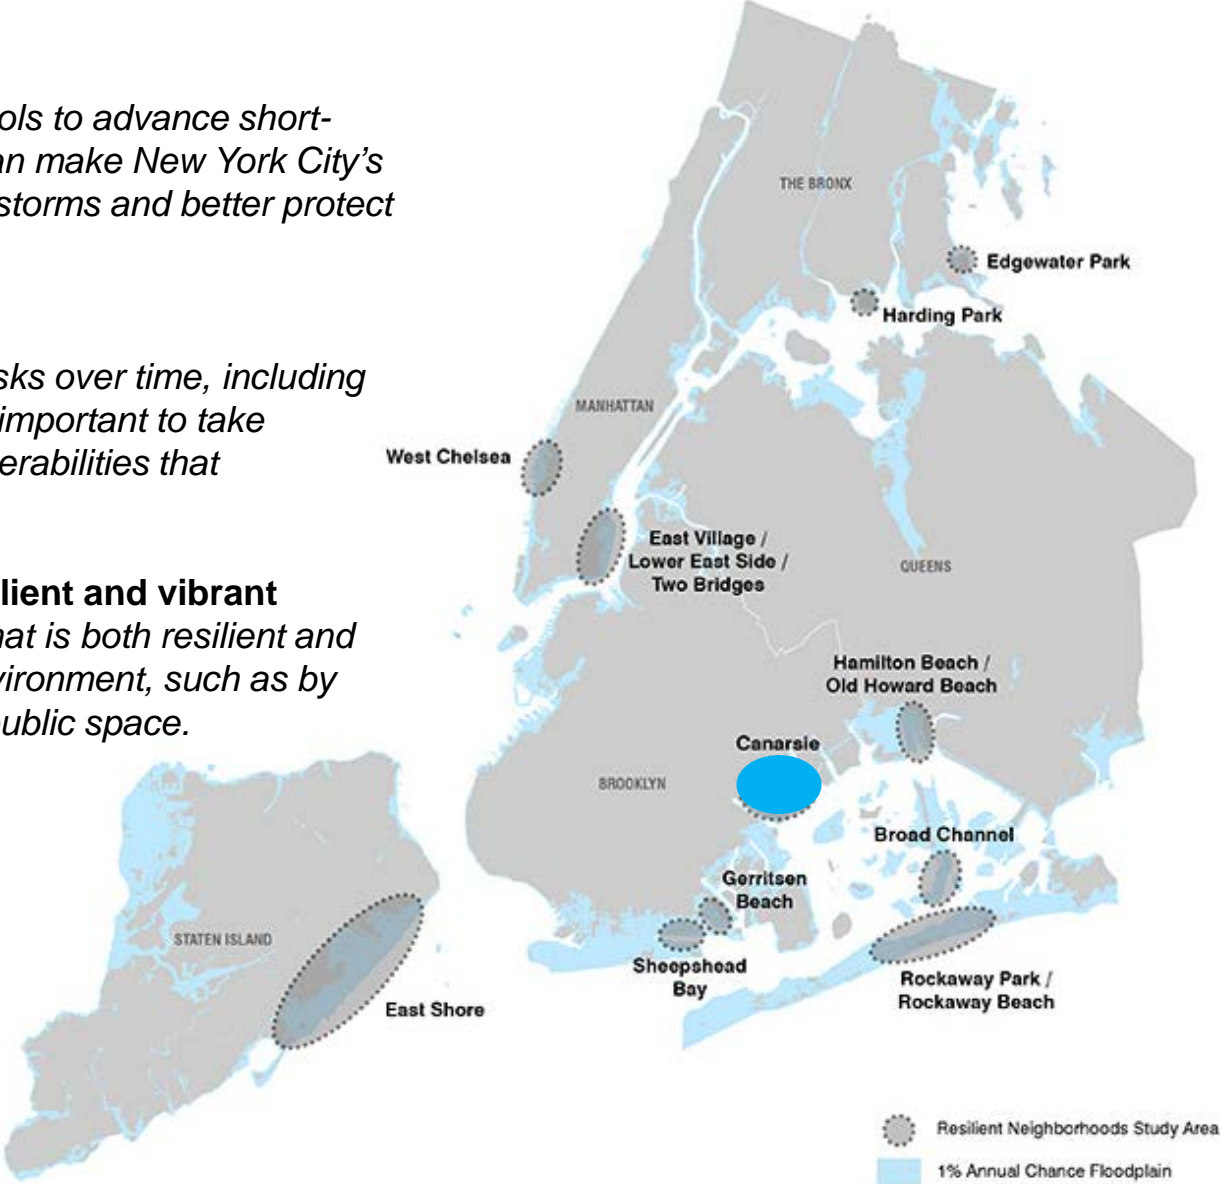 ols to advance short-
an make New York City’s
storms and better protect
sks over time, including
important to take
erabilities that
lient and vibrant
hat is both resilient and
vironment, such as by
public space.
THE BRONX
Edgewater Park
Harding Park
MANHATTAN
West Chelsea
East Village /
Lower East Side /
Two Bridges
QUEENS
Hamilton Beach /
Old Howard Beach
Canarsie
BROOKLYN
Broad Channel
Gerritsen
Beach
Sheepshead
Bay
Rockaway Park /
Rockaway Beach
STATEN ISLAND
East Shore
Resilient Neighborhoods Study Area
1% Annual Chance Floodplain